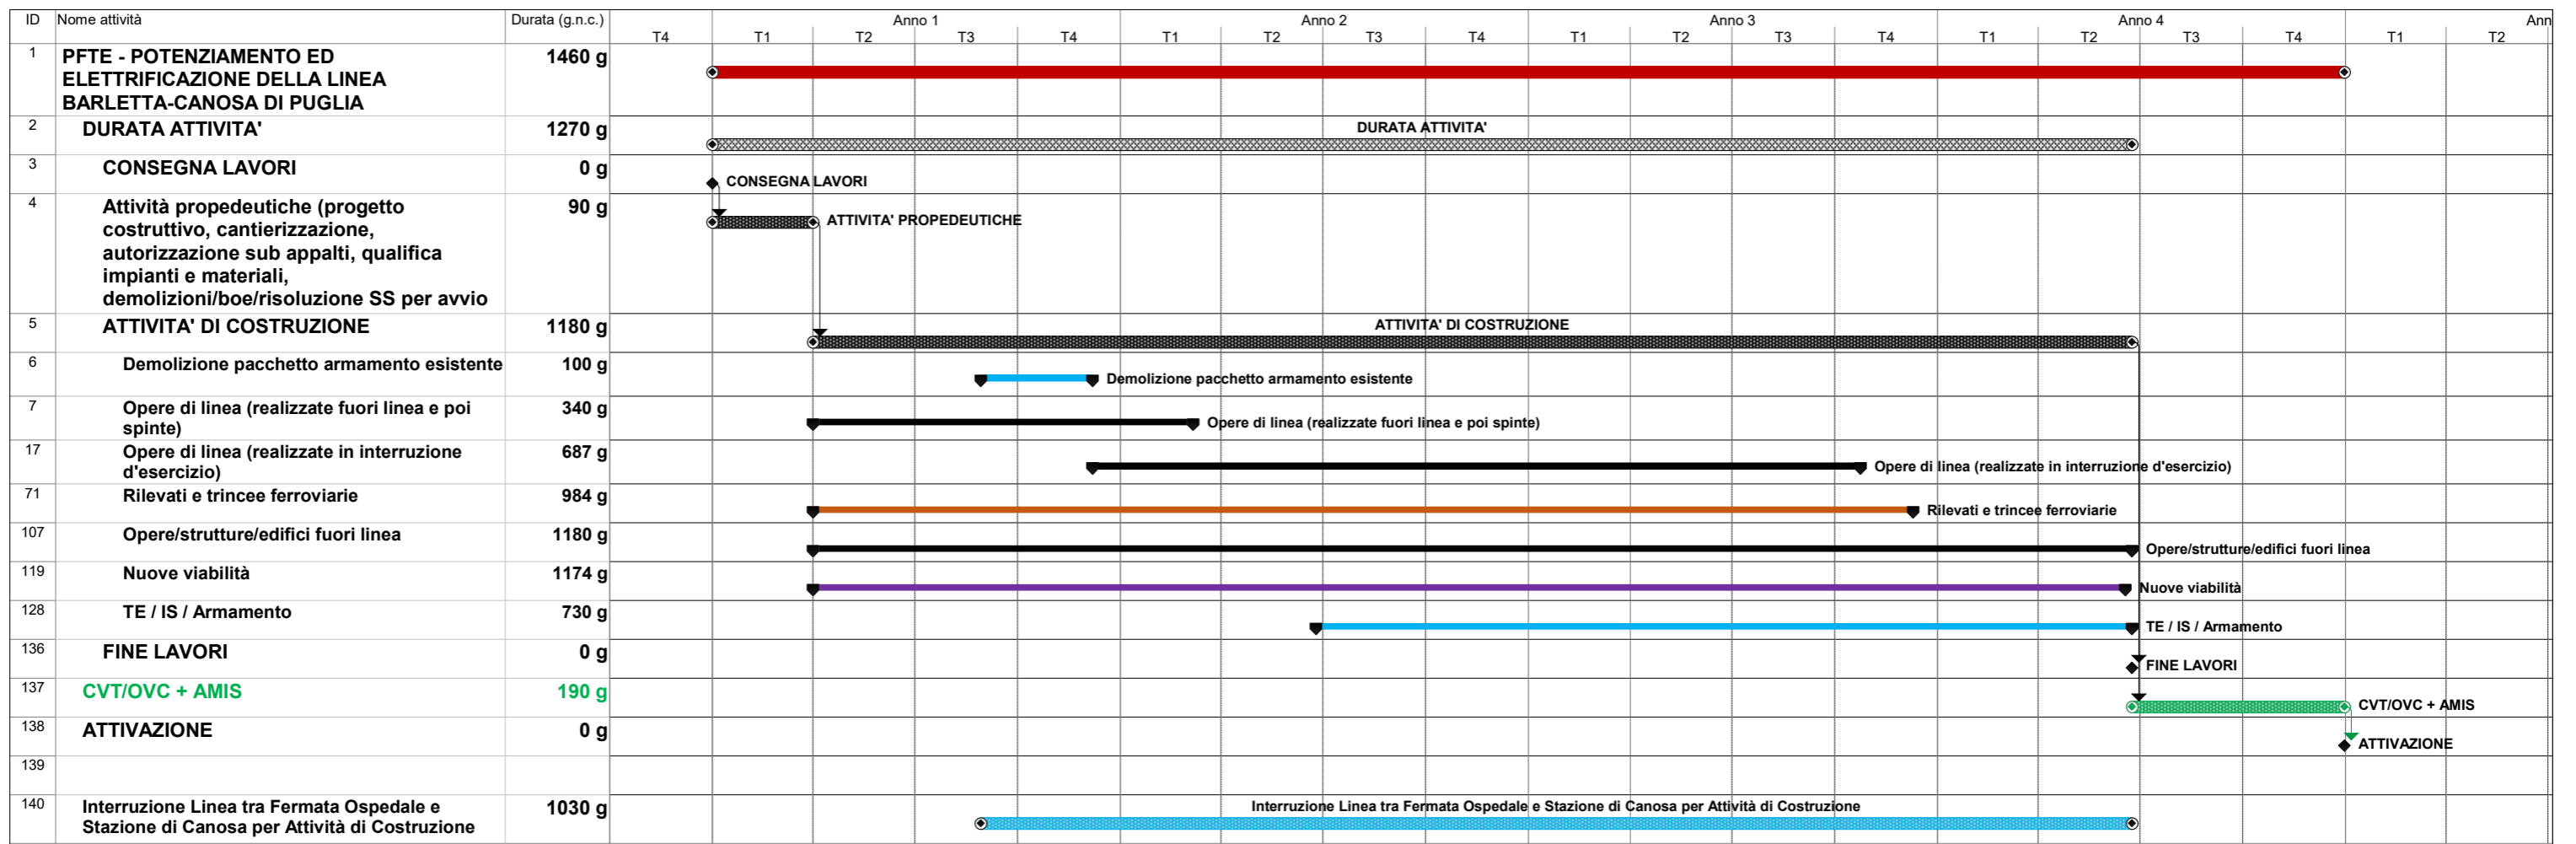 ID Nome attività Durata (g.n.c.) Anno 1 Anno 2 Anno 3 Anno 4 Ann
T4 T1 T2 T3 T4 T1 T2 T3 T4 T1 T2 T3 T4 T1 T2 T3 T4 T1 T2
1 PFTE - POTENZIAMENTO ED 1460 g
ELETTRIFICAZIONE DELLA LINEA
BARLETTA-CANOSA DI PUGLIA
2 DURATA ATTIVITA' 1270 g DURATA ATTIVITA'
3 CONSEGNA LAVORI 0 g CONSEGNA LAVORI
4 Attività propedeutiche (progetto 90 g ATTIVITA' PROPEDEUTICHE
costruttivo, cantierizzazione,
autorizzazione sub appalti, qualifica
impianti e materiali,
demolizioni/boe/risoluzione SS per avvio
5 ATTIVITA' DI COSTRUZIONE 1180 g ATTIVITA' DI COSTRUZIONE
6 Demolizione pacchetto armamento esistente 100 g Demolizione pacchetto armamento esistente
7 Opere di linea (realizzate fuori linea e poi 340 g Opere di linea (realizzate fuori linea e poi spinte)
spinte)
17 Opere di linea (realizzate in interruzione 687 g Opere di linea (realizzate in interruzione d'esercizio)
d'esercizio)
71 Rilevati e trincee ferroviarie 984 g Rilevati e trincee ferroviarie
107 Opere/strutture/edifici fuori linea 1180 g Opere/strutture/edifici fuori linea
119 Nuove viabilità 1174 g Nuove viabilità
128 TE / IS / Armamento 730 g TE / IS / Armamento
136 FINE LAVORI 0 g FINE LAVORI
137 CVT/OVC + AMIS 190 g CVT/OVC + AMIS
138 ATTIVAZIONE 0 g ATTIVAZIONE
139
140 Interruzione Linea tra Fermata Ospedale e 1030 g Interruzione Linea tra Fermata Ospedale e Stazione di Canosa per Attività di Costruzione
Stazione di Canosa per Attività di Costruzione